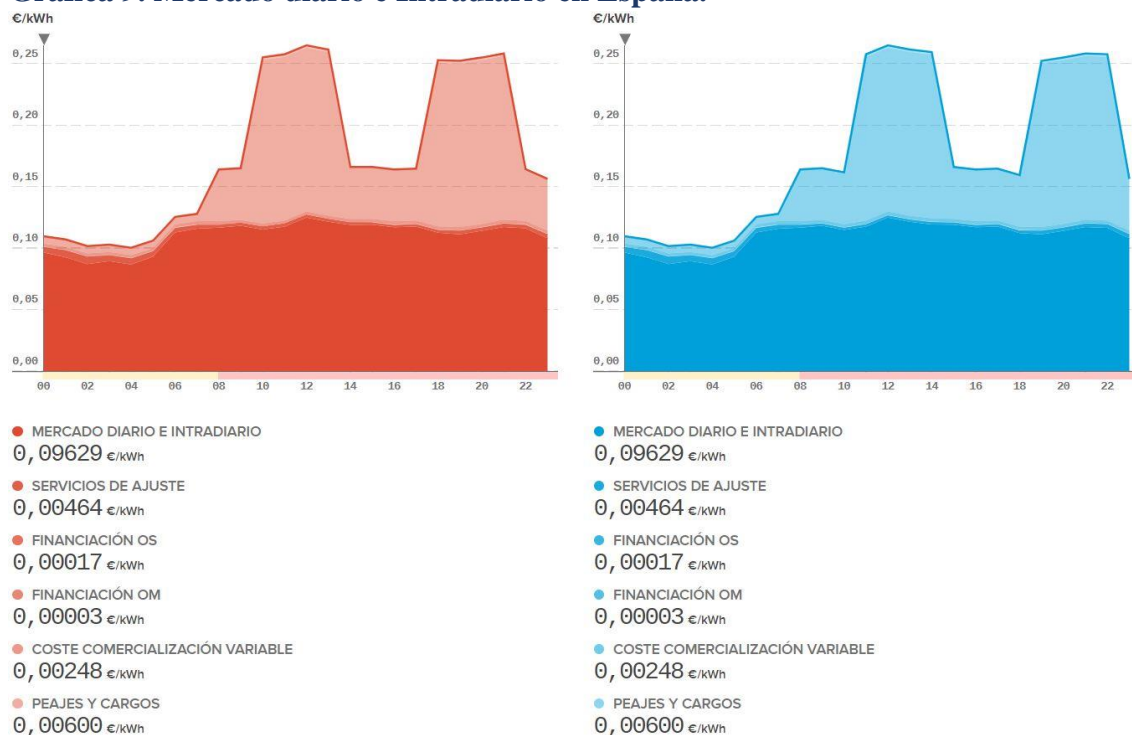 Gráfica 9. Mercado diario e intradiario en España.
€/kWh
0,25
0,20
0,15
0,10
0,05
0,00
00 02 04 06 08 10 12 14 16 18 20 22
MERCADO DIARIO E INTRADIARIO
0,09629 €/kWh
SERVICIOS DE AJUSTE
0,00464 €/kWh
FINANCIACIÓN OS
0,00017 €/kWh
FINANCIACIÓN OM
0,00003 €/kWh
COSTE COMERCIALIZACIÓN VARIABLE
0,00248 €/kWh
PEAJES Y CARGOS
0,00600 €/kWh
€/kWh
0,25
0,20
0,15
0,10
0,05
0,00
00 02 04 06 08 10 12 14 16 18 20 22
MERCADO DIARIO E INTRADIARIO
0,09629 €/kWh
SERVICIOS DE AJUSTE
0,00464 €/kWh
FINANCIACIÓN OS
0,00017 €/kWh
FINANCIACIÓN OM
0,00003 €/kWh
COSTE COMERCIALIZACIÓN VARIABLE
0,00248 €/kWh
PEAJES Y CARGOS
0,00600 €/kWh